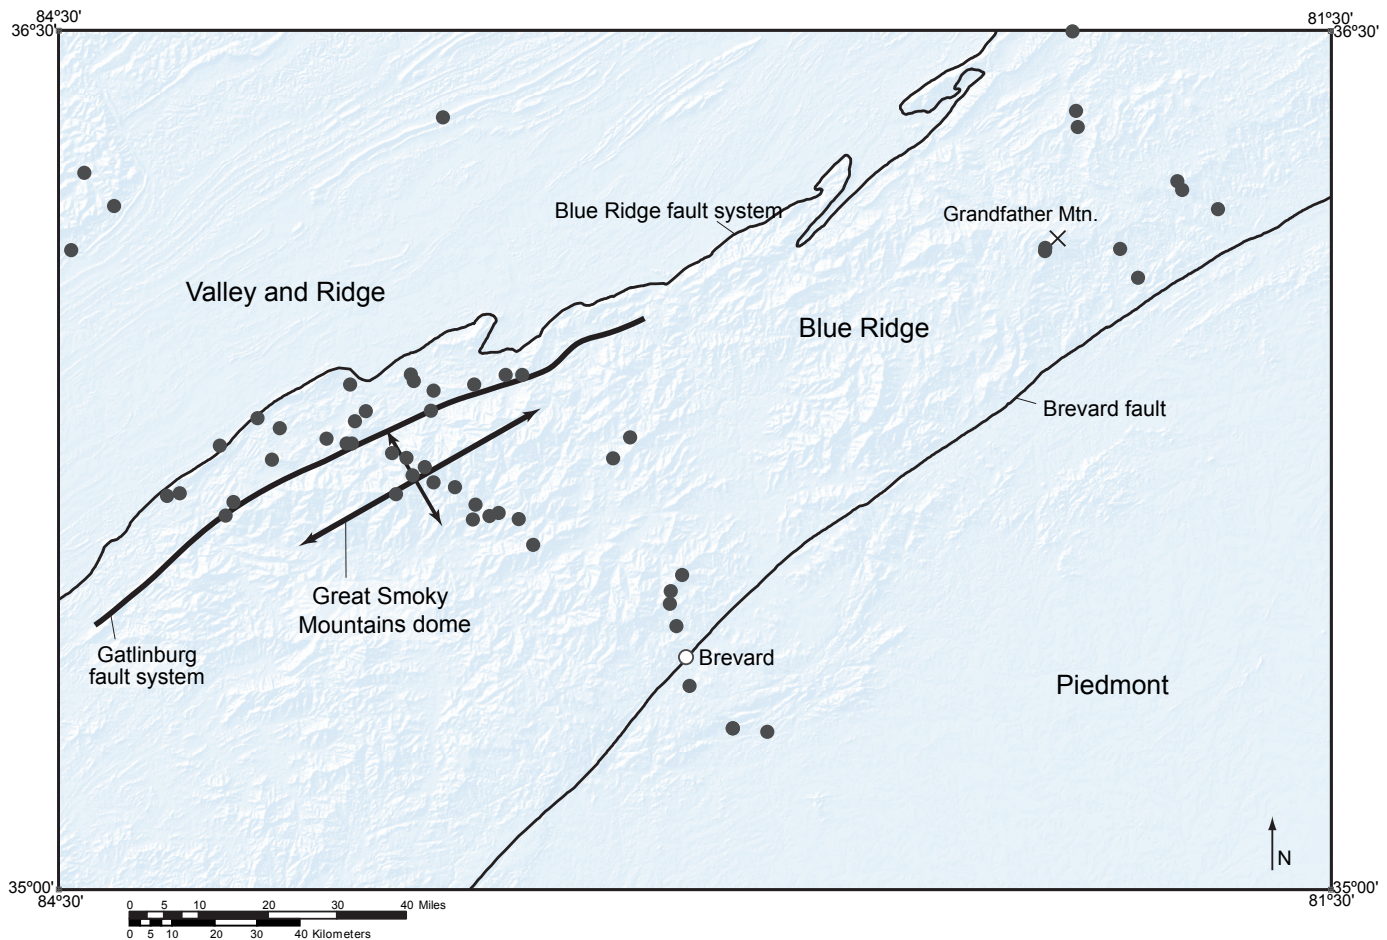 84°30'
81°30'
36°30'
36°30'
Blue Ridge fault system
Grandfather Mtn.
Valley and Ridge
Blue Ridge
Brevard fault
Great Smoky
Mountains dome
Gatlinburg
fault system
Brevard
Piedmont
N
35°00'
35°00'
84°30'
81°30'
0 5 10 20 30 40 Miles
0 5 10 20 30 40 Kilometers